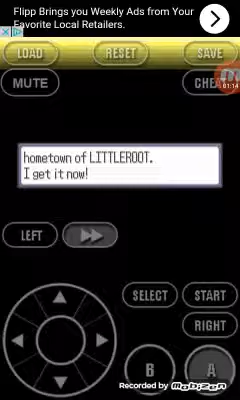 Flipp Brings you Weekly Ads from Your
Favorite Local Retailers.
LOAD
RESET
SAVE
MUTE
CHEAT
01:14
hometown of LITTLEROOT.
I get it now!
LEFT
SELECT
START
RIGHT
B
A
Recorded by Mobizen